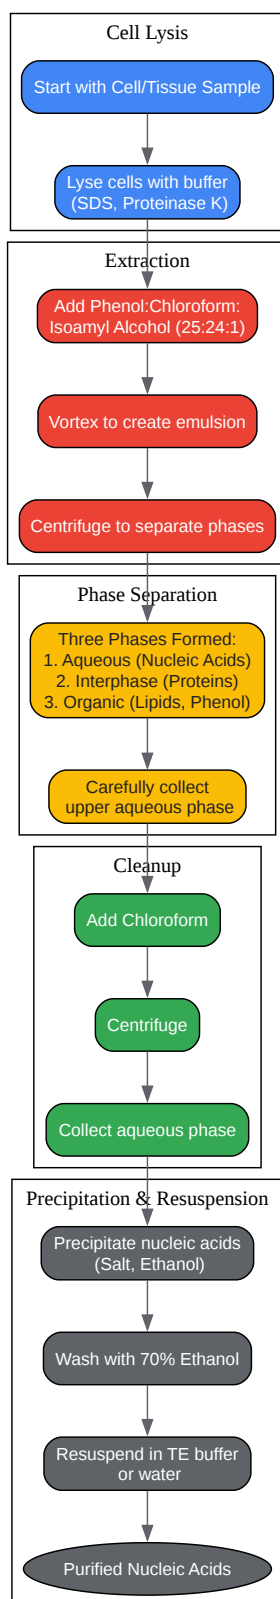 Cell Lysis
Start with Cell/Tissue Sample
Lyse cells with buffer
(SDS, Proteinase K)
Extraction
Add Phenol:Chloroform:
Isoamyl Alcohol (25:24:1)
Vortex to create emulsion
Centrifuge to separate phases
Phase Separation
Three Phases Formed:
1. Aqueous (Nucleic Acids)
2. Interphase (Proteins)
3. Organic (Lipids, Phenol)
Carefully collect
upper aqueous phase
Cleanup
Add Chloroform
Centrifuge
Collect aqueous phase
Precipitation & Resuspension
Precipitate nucleic acids
(Salt, Ethanol)
Wash with 70% Ethanol
Resuspend in TE buffer
or water
Purified Nucleic Acids